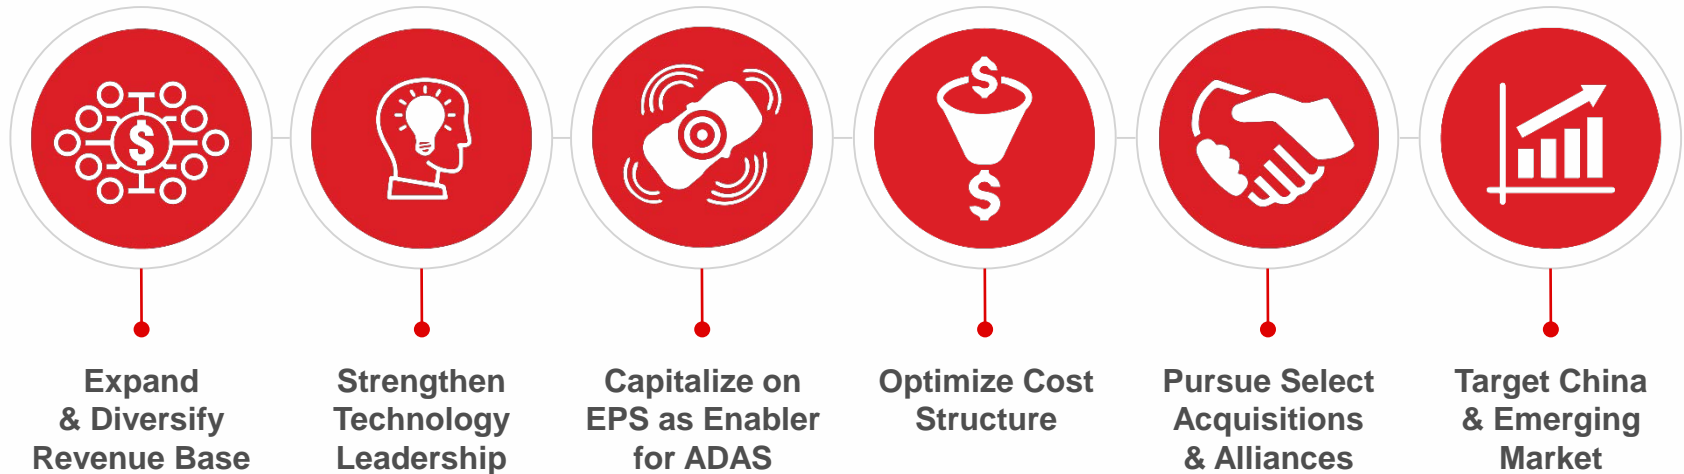 $
$
$
Expand
& Diversify
Revenue Base
Strengthen
Technology
Leadership
Capitalize on
EPS as Enabler
for ADAS
Optimize Cost
Structure
Pursue Select
Acquisitions
& Alliances
Target China
& Emerging
Market